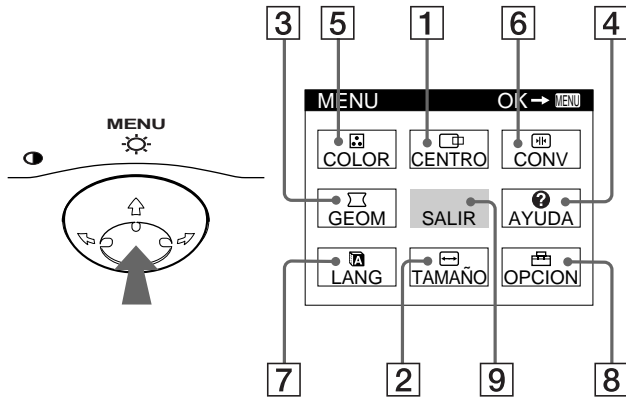 3 5 1 6 4
MENU
MENU OK→ MENU
COLOR CENTRO CONV
GEOM SALIR AYUDA
LANG TAMAÑO OPCION
7 2 9 8